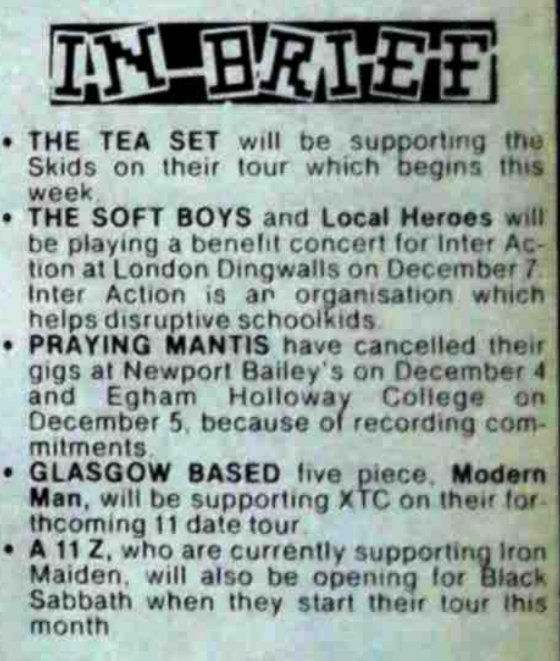 IN BRIEF
• THE TEA SET will be supporting the
Skids on their tour which begins this
week.
• THE SOFT BOYS and Local Heroes will
be playing a benefit concert for Inter Ac-
tion at London Dingwalls on December 7.
Inter Action is an organisation which
helps disruptive schoolkids.
• PRAYING MANTIS have cancelled their
gigs at Newport Bailey's on December 4
and Egham Holloway College on
December 5, because of recording com-
mitments.
• GLASGOW BASED five piece, Modern
Man, will be supporting XTC on their for-
thcoming 11 date tour.
• A 11 Z, who are currently supporting Iron
Maiden, will also be opening for Black
Sabbath when they start their tour this
month